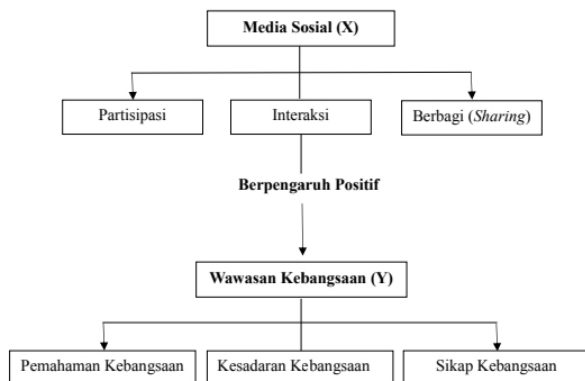 Media Sosial (X)
Partisipasi
Interaksi
Berbagi (Sharing)
Berpengaruh Positif
Wawasan Kebangsaan (Y)
Pemahaman Kebangsaan
Kesadaran Kebangsaan
Sikap Kebangsaan